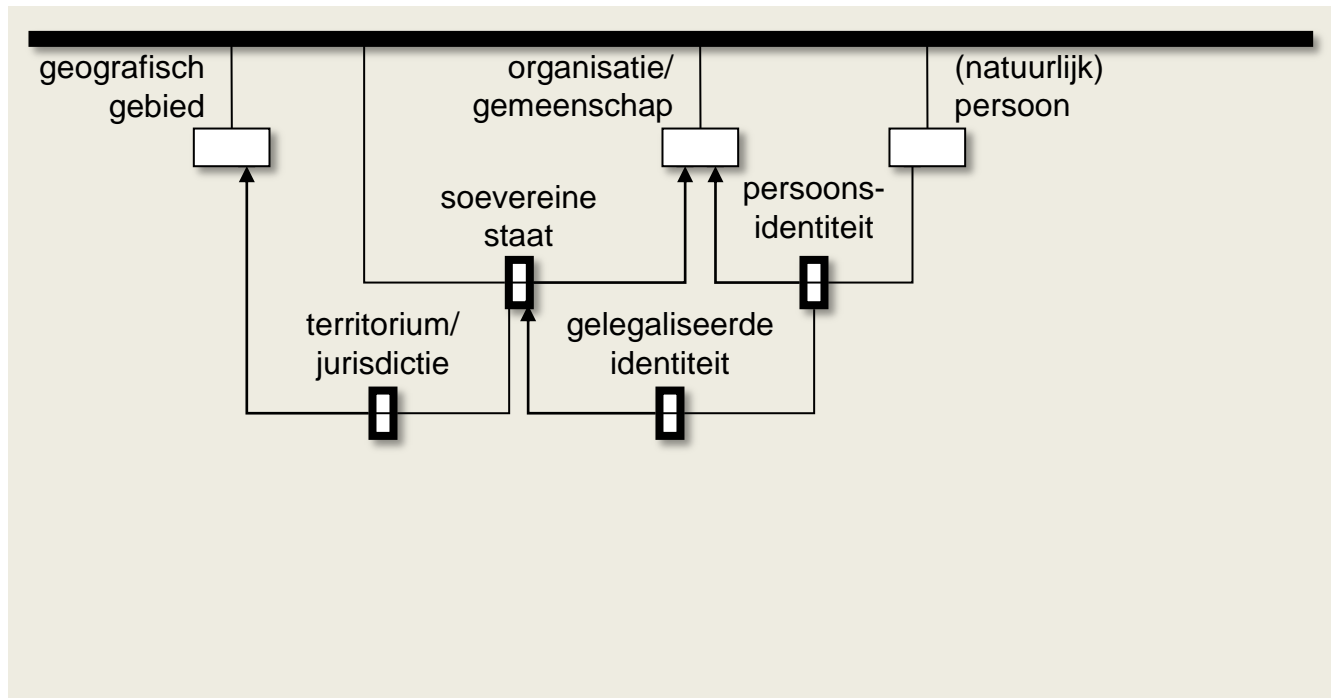 geografisch
gebied
organisatie/
gemeenschap
(natuurlijk)
persoon
soevereine
staat
persoons-
identiteit
territorium/
jurisdictie
gelegaliseerde
identiteit